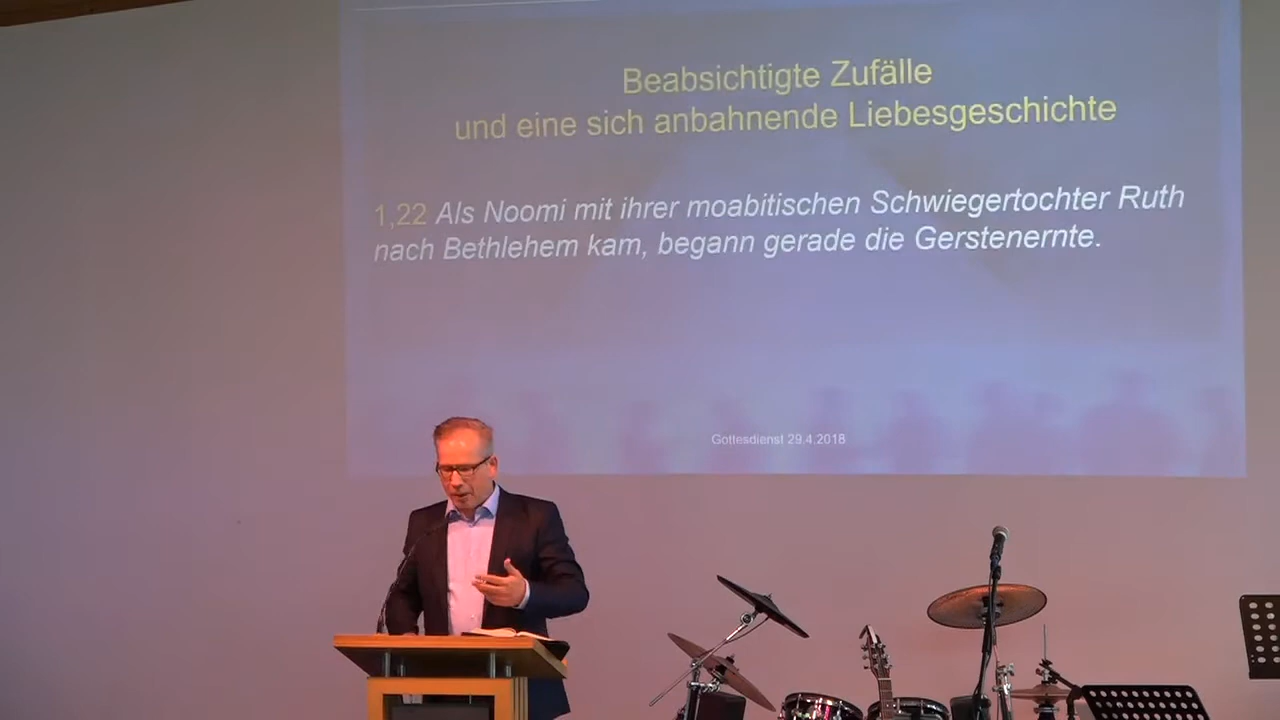 Beabsichtigte Zufälle
und eine sich anbahnende Liebesgeschichte
1,22 Als Noomi mit ihrer moabitischen Schwiegertochter Ruth
nach Bethlehem kam, begann gerade die Gerstenernte.
Gottesdienst 29.4.2018